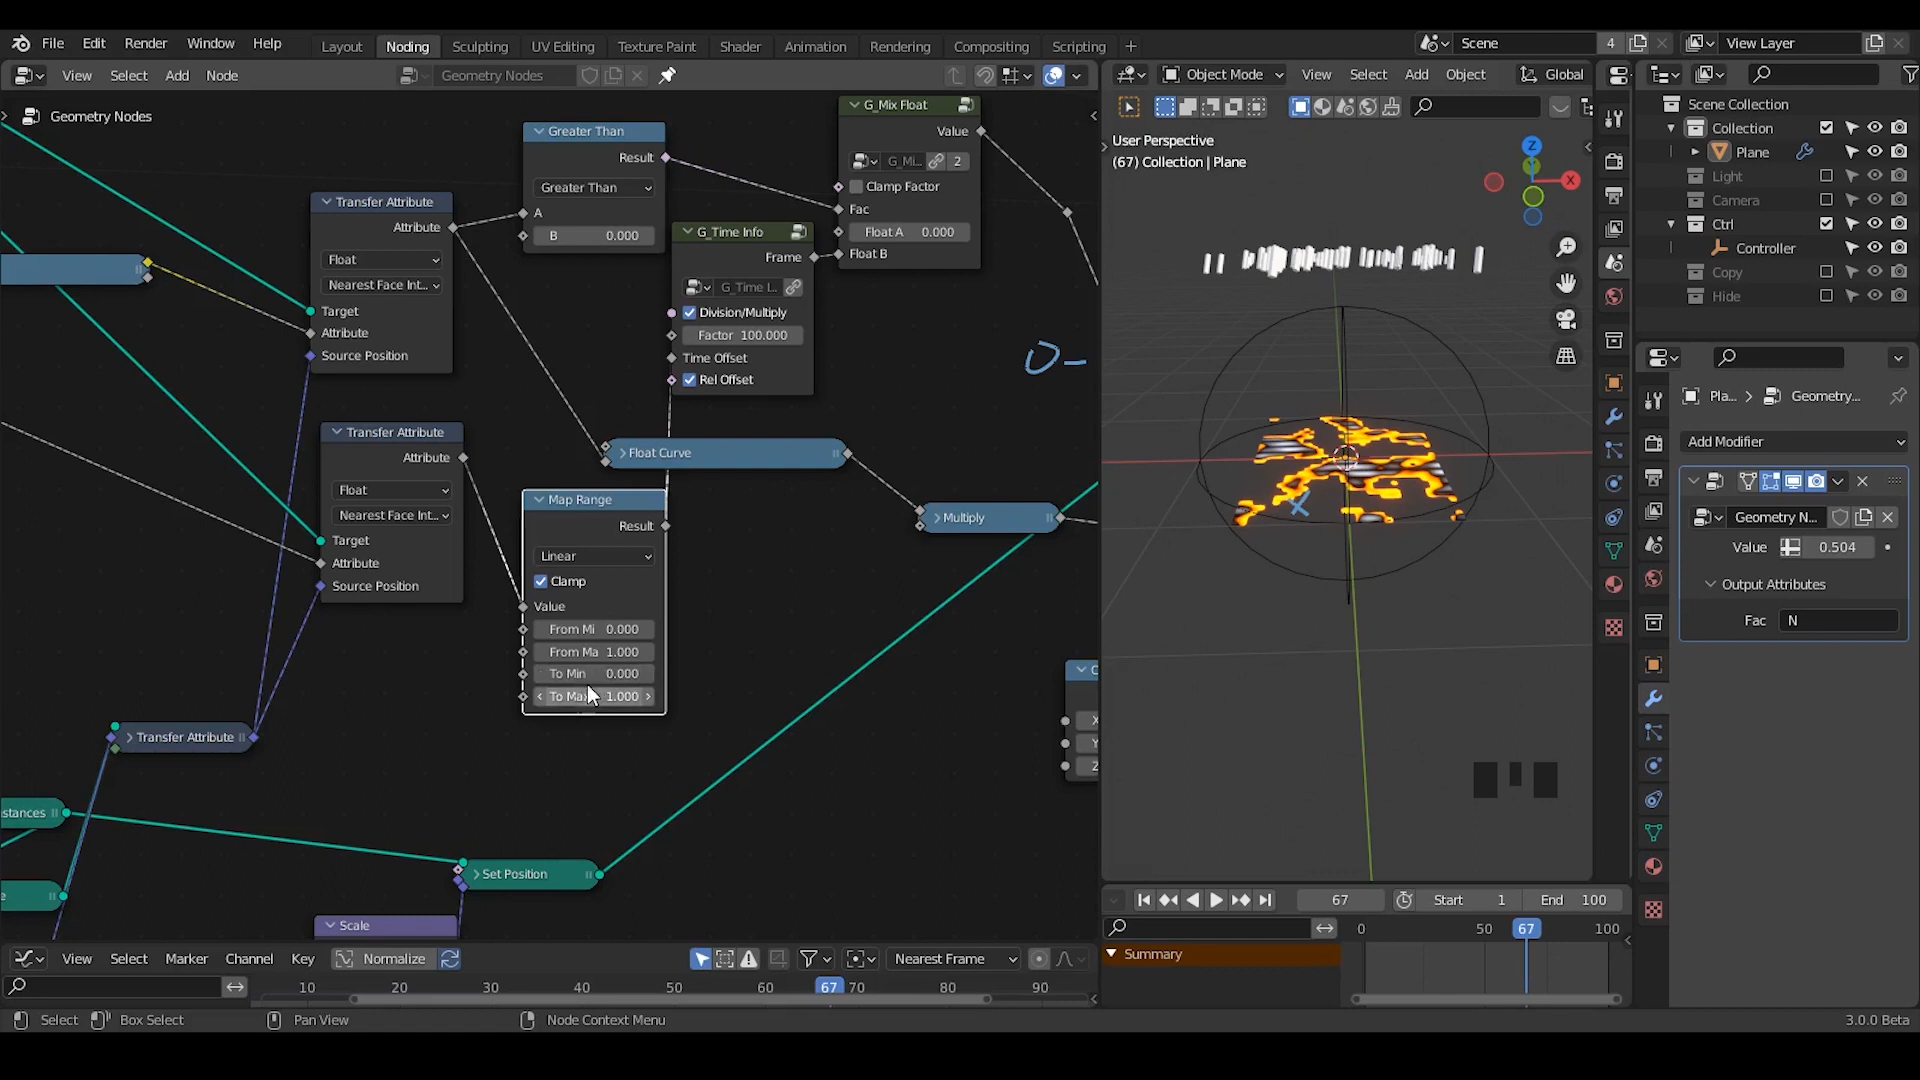 File Edit Render Window Help Layout Noding Sculpting UV Editing Texture Paint Shader Animation Rendering Compositing Scripting + Scene 4 View Layer
View Select Add Node Geometry Nodes Object Mode View Select Add Object Global
Geometry Nodes
User Perspective
(67) Collection | Plane
Greater Than
Result
Greater Than
A
B 0.000
G_Mix Float
Value
G_Mi... 2
Clamp Factor
Fac
Float A 0.000
Float B
Transfer Attribute
Attribute
Float
Nearest Face Int...
Target
Attribute
Source Position
G_Time Info
Frame
G_Time I...
Division/Multiply
Factor 100.000
Time Offset
Rel Offset
0-
Transfer Attribute
Attribute
Float
Nearest Face Int...
Target
Attribute
Source Position
Float Curve
Map Range
Result
Linear
Clamp
Value
From Mi 0.000
From Ma 1.000
To Min 0.000
To Max 1.000
Multiply
X
Y
Z
Transfer Attribute
stances
e
Set Position
Scale
Scene Collection
Collection
Plane
Light
Camera
Ctrl
Controller
Copy
Hide
Pla... > Geometry...
Add Modifier
Geometry N...
Value 0.504
Output Attributes
Fac N
67 Start 1 End 100
0 50 67 100
Summary
View Select Marker Channel Key Normalize Nearest Frame
10 20 30 40 50 60 67 70 80 90
Select Box Select Pan View Node Context Menu 3.0.0 Beta